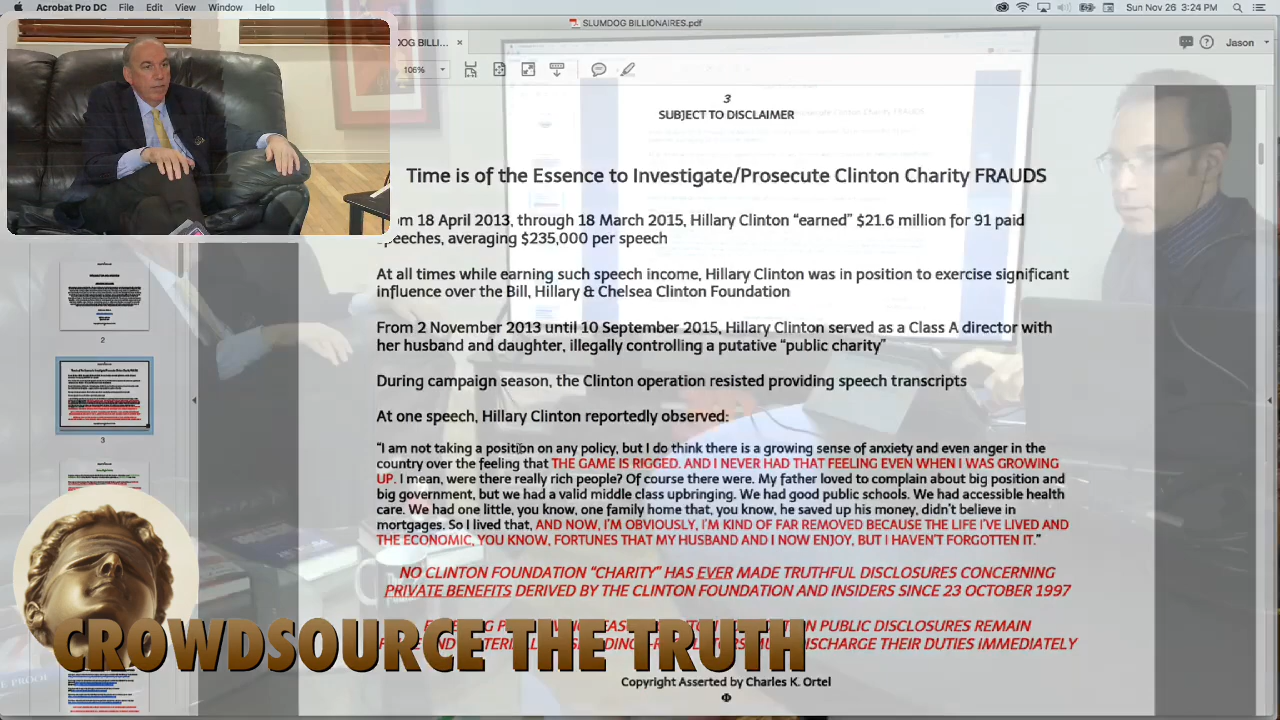 Acrobat Pro DC File Edit View Window Help Sun Nov 26 3:24 PM
SLUMDOG BILLIONAIRES.pdf
DOG BILLI... × Jason
106%
3
SUBJECT TO DISCLAIMER
Time is of the Essence to Investigate/Prosecute Clinton Charity FRAUDS
18 April 2013, through 18 March 2015, Hillary Clinton “earned” $21.6 million for 91 paid
speeches, averaging $235,000 per speech
At all times while earning such speech income, Hillary Clinton was in position to exercise significant
influence over the Bill, Hillary & Chelsea Clinton Foundation
From 2 November 2013 until 10 September 2015, Hillary Clinton served as a Class A director with
her husband and daughter, illegally controlling a putative “public charity”
During campaign season, the Clinton operation resisted providing speech transcripts
At one speech, Hillary Clinton reportedly observed:
“I am not taking a position on any policy, but I do think there is a growing sense of anxiety and even anger in the
country over the feeling that THE GAME IS RIGGED. AND I NEVER HAD THAT FEELING EVEN WHEN I WAS GROWING
UP. I mean, were there really rich people? Of course there were. My father loved to complain about big position and
big government, but we had a valid middle class upbringing. We had good public schools. We had accessible health
care. We had one little, you know, one family home that, you know, he saved up his money, didn’t believe in
mortgages. So I lived that, AND NOW, I’M OBVIOUSLY, I’M KIND OF FAR REMOVED BECAUSE THE LIFE I’VE LIVED AND
THE ECONOMIC, YOU KNOW, FORTUNES THAT MY HUSBAND AND I NOW ENJOY, BUT I HAVEN’T FORGOTTEN IT.”
NO CLINTON FOUNDATION “CHARITY” HAS EVER MADE TRUTHFUL DISCLOSURES CONCERNING
PRIVATE BENEFITS DERIVED BY THE CLINTON FOUNDATION AND INSIDERS SINCE 23 OCTOBER 1997
PUBLIC DISCLOSURES REMAIN
DISCHARGE THEIR DUTIES IMMEDIATELY
Copyright Asserted by Charles K. Ortel
2
3
CROWDSOURCE THE TRUTH